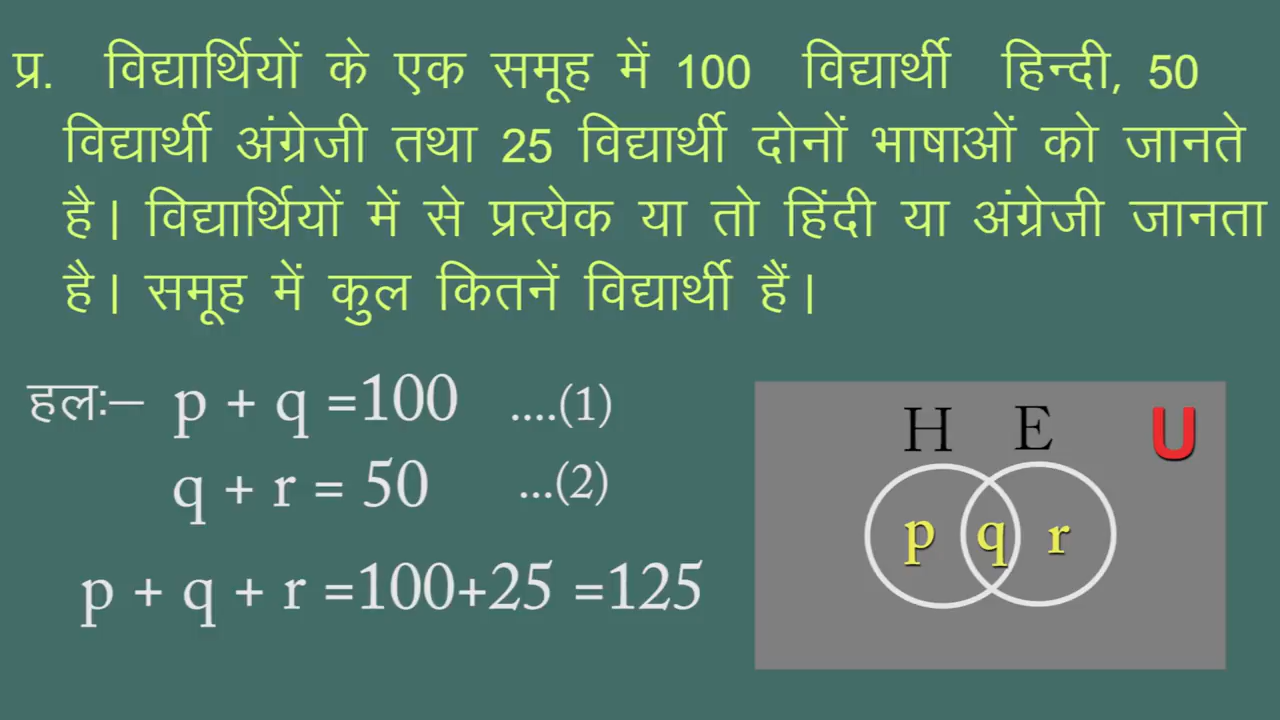 प्र. विद्यार्थियों के एक समूह में 100 विद्यार्थी हिन्दी, 50
विद्यार्थी अंग्रेजी तथा 25 विद्यार्थी दोनों भाषाओं को जानते
है| विद्यार्थियों में से प्रत्येक या तो हिंदी या अंग्रेजी जानता
है| समूह में कुल कितनें विद्यार्थी हैं|
हलः– p + q =100 ....(1)
q + r = 50 ...(2)
p + q + r =100+25 =125
H E U
p q r